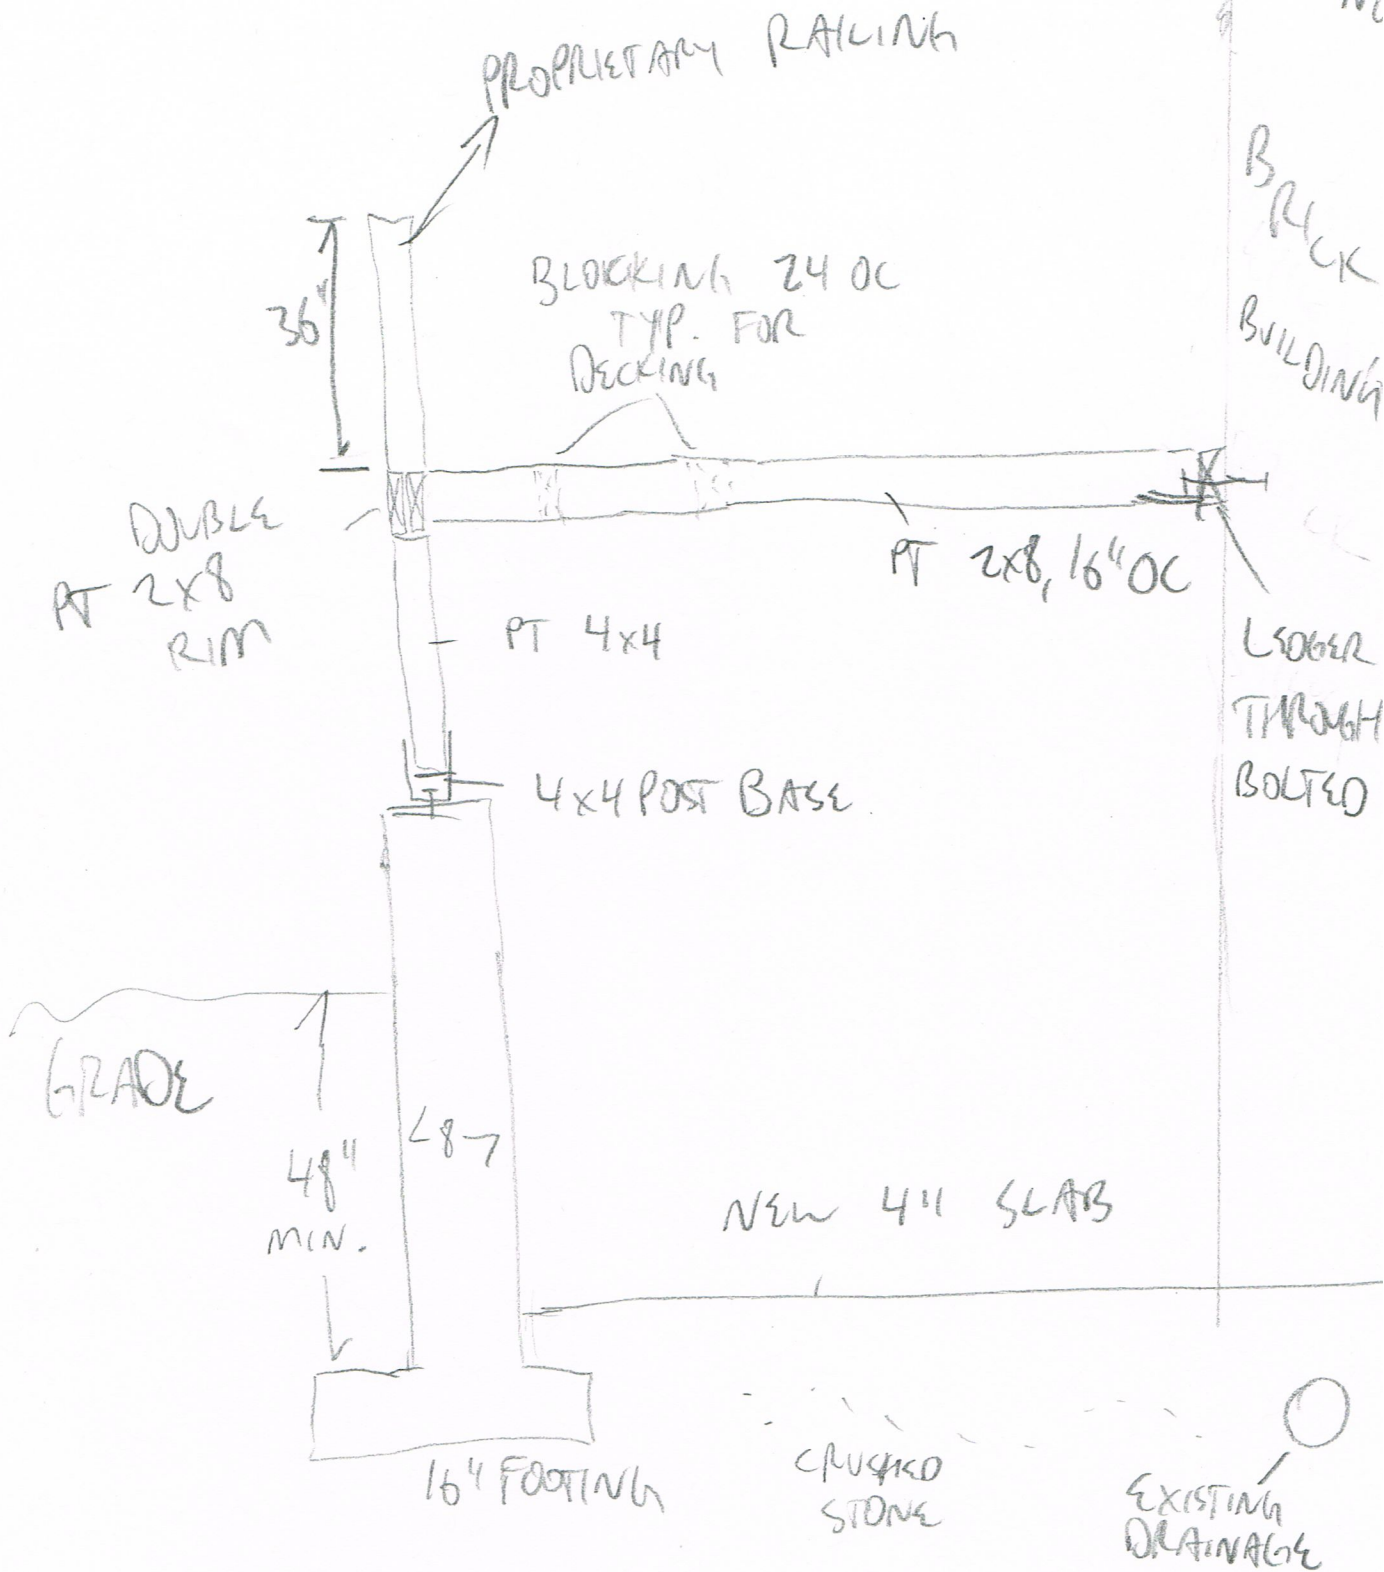 PROPRIETARY RAILING
BRICK
BUILDING
36"
BLOCKING 24 OC
TYP. FOR
DECKING
DOUBLE
PT 2x8
RIM
PT 2x8, 16" OC
PT 4x4
LEDGER
THROUGH
BOLTED
4x4 POST BASE
GRADE
8
48"
MIN.
NEW 4" SLAB
16" FOOTING
CRUSHED
STONE
EXISTING
DRAINAGE